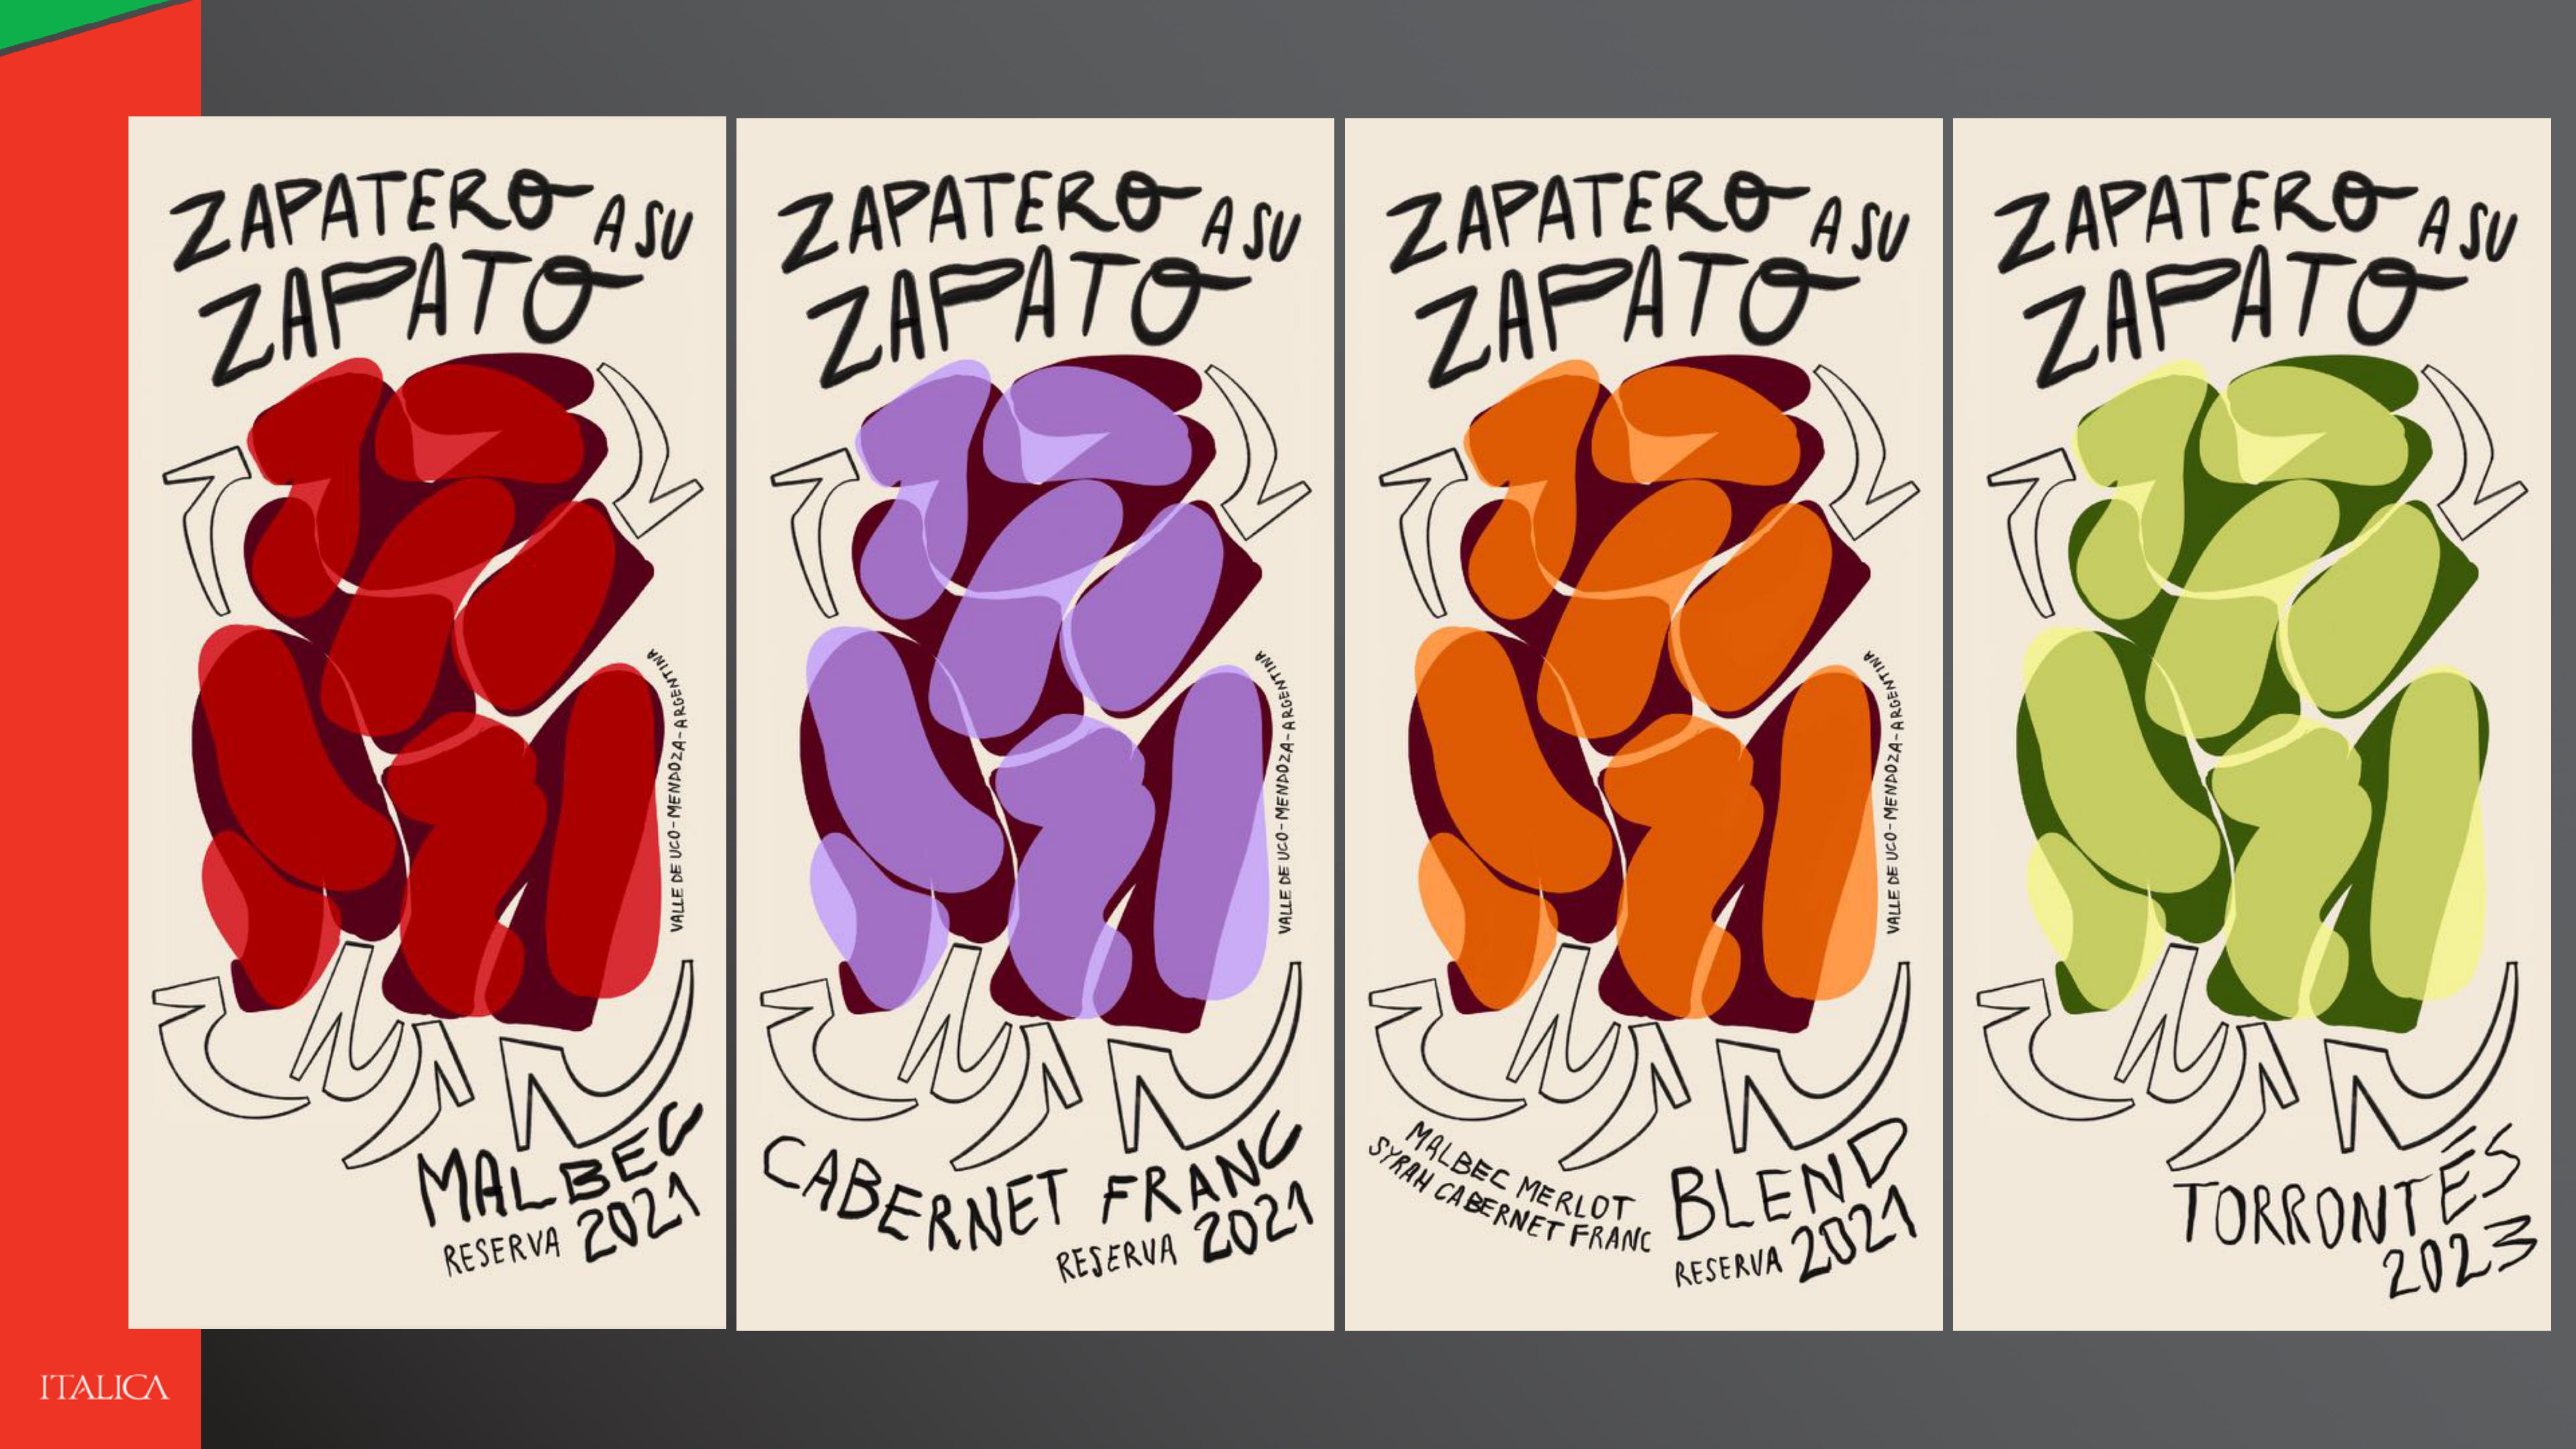 ZAPATERO A SU
ZAPATO
VALLE DE UCO-MENDOZA-ARGENTINA
MALBEC
RESERVA 2021
ZAPATERO A SU
ZAPATO
VALLE DE UCO-MENDOZA-ARGENTINA
CABERNET FRANC
RESERVA 2021
ZAPATERO A SU
ZAPATO
VALLE DE UCO-MENDOZA-ARGENTINA
MALBEC MERLOT
SYRAH CABERNET FRANC
BLEND
RESERVA 2021
ZAPATERO A SU
ZAPATO
TORRONTÉS
2023
ITALICA